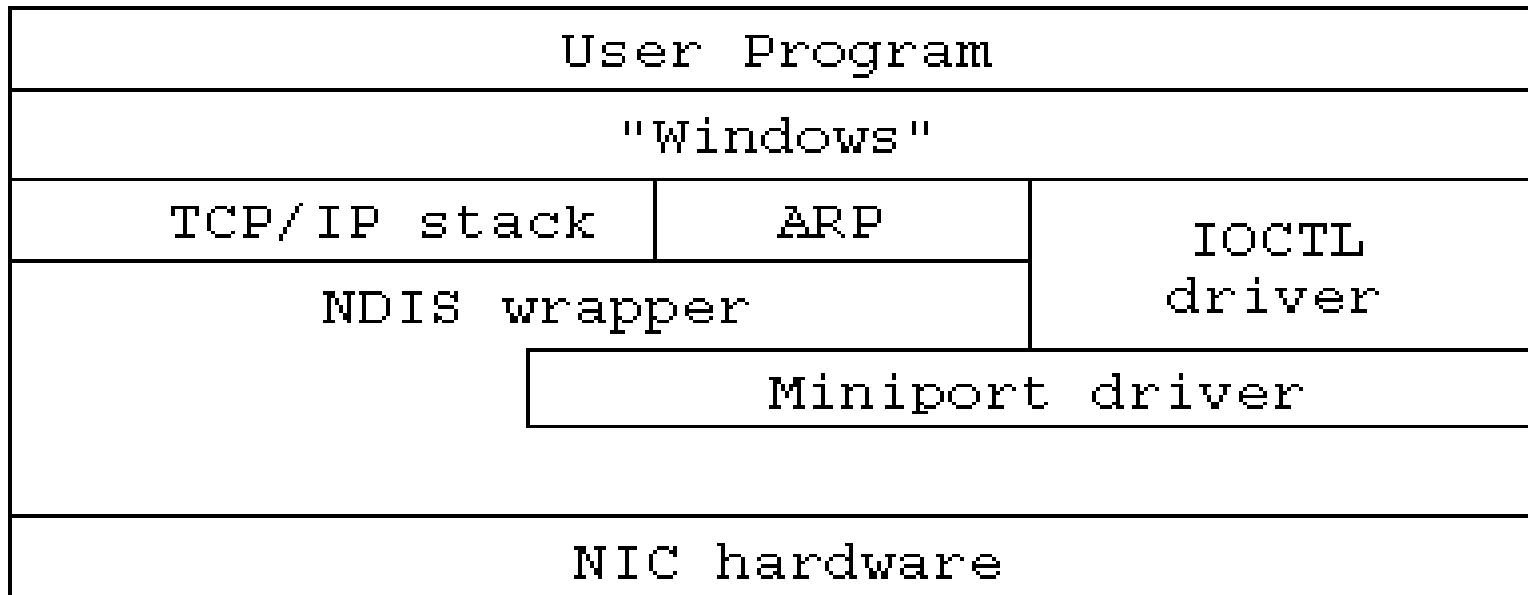 User Program
"Windows"
TCP/IP stack
ARP
IOCTL
driver
NDIS wrapper
Miniport driver
NIC hardware